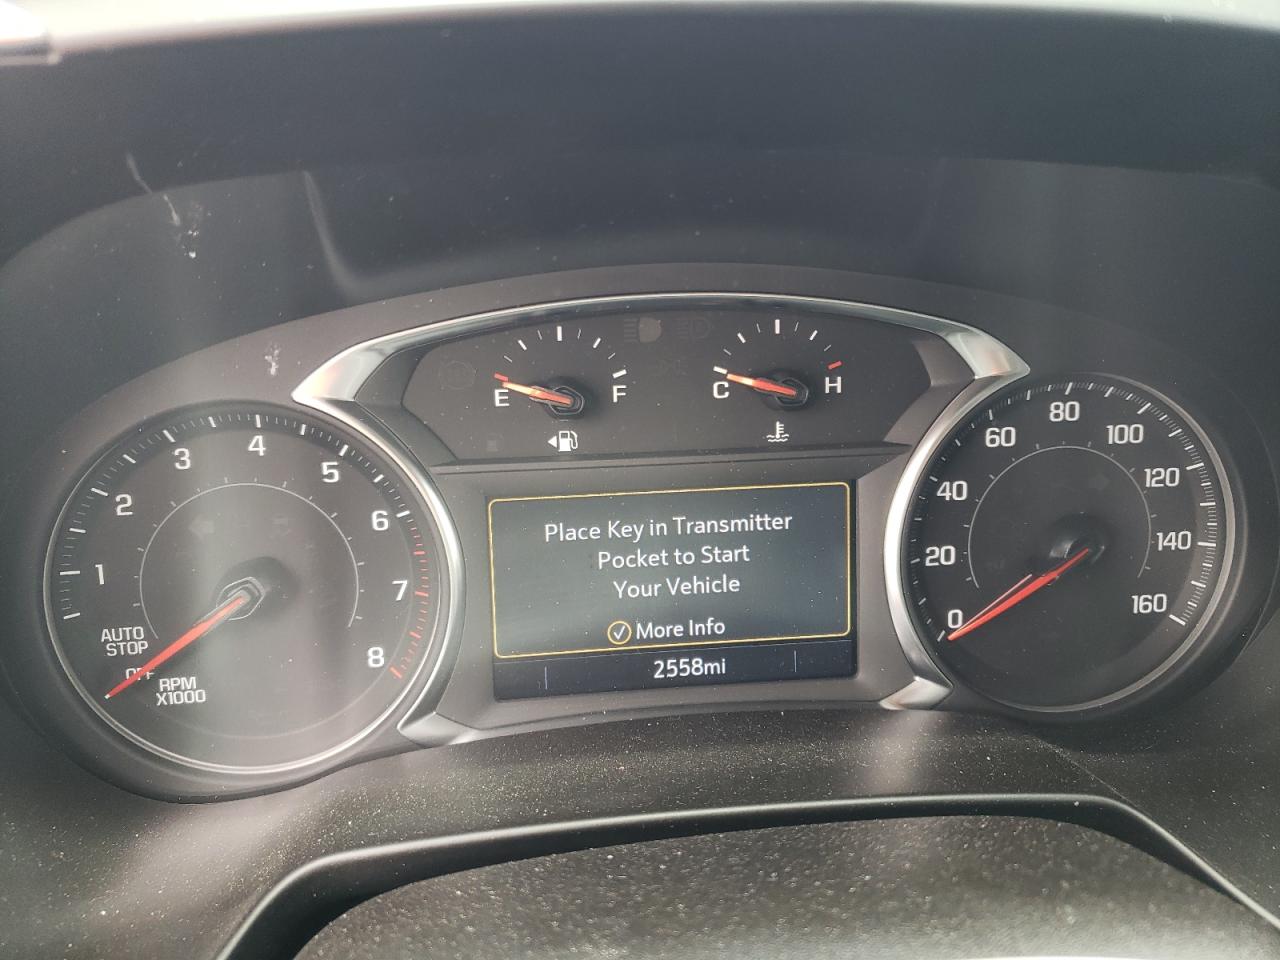 E
F
C
H
1
2
3
4
5
6
7
8
AUTO
STOP
OFF
RPM
X1000
Place Key in Transmitter
Pocket to Start
Your Vehicle
More Info
2558mi
0
20
40
60
80
100
120
140
160